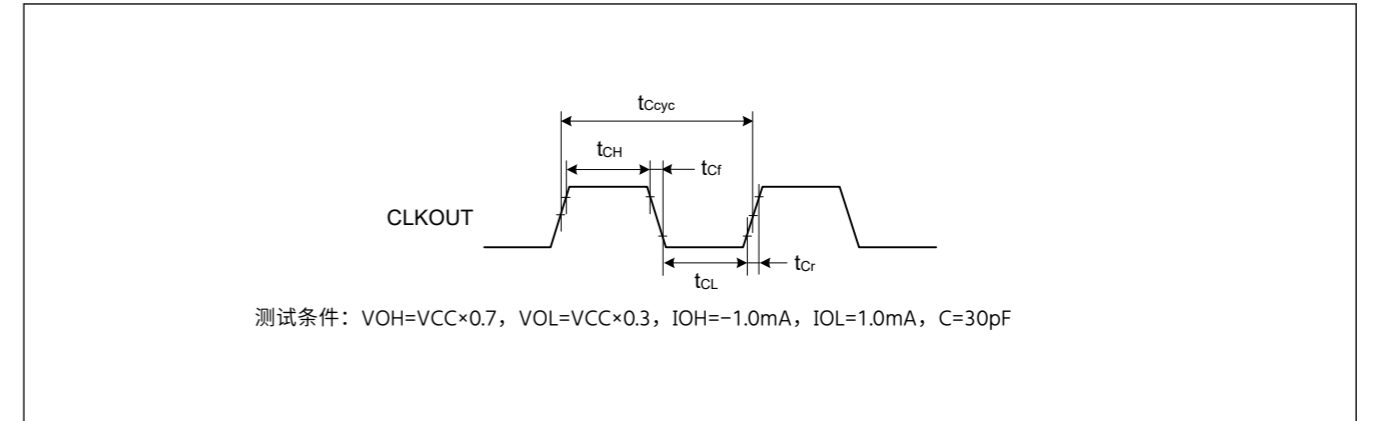 tCcyc
tCH
tCf
CLKOUT
tCr
tCL
测试条件：VOH=VCC×0.7，VOL=VCC×0.3，IOH=−1.0mA，IOL=1.0mA，C=30pF